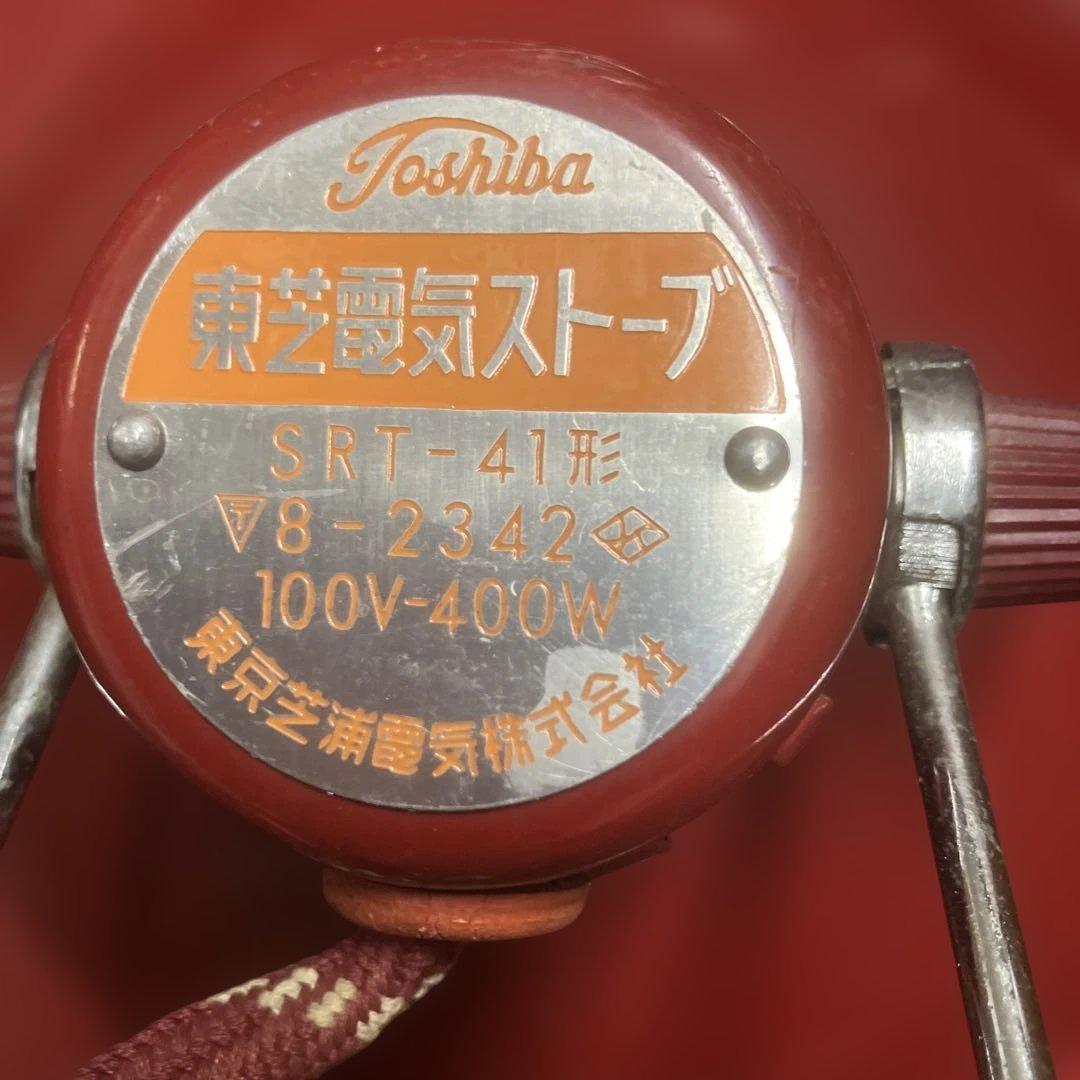 Toshiba
東芝電気ストーブ
SRT-41形
〒8-2342
100V-400W
東京芝浦電気株式会社